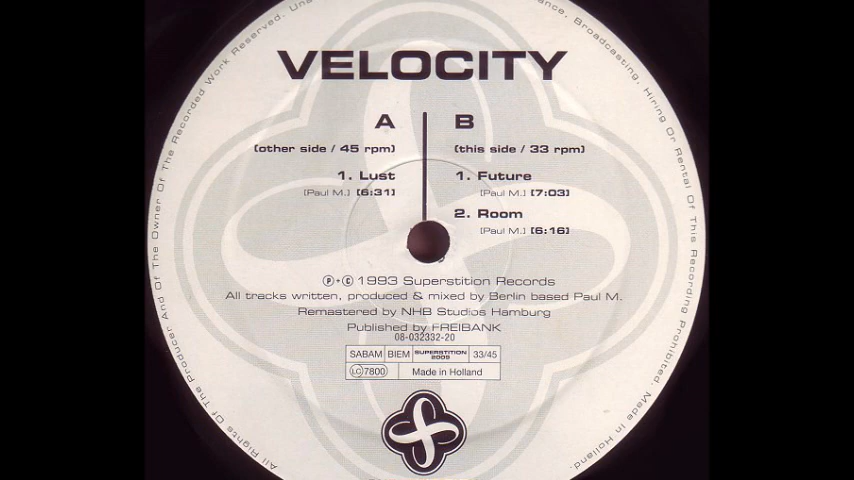 VELOCITY
A
(other side / 45 rpm)
1. Lust
[Paul M.] [6:31]
B
(this side / 33 rpm)
1. Future
[Paul M.] [7:03]
2. Room
[Paul M.] [6:16]
Ⓟ+© 1993 Superstition Records
All tracks written, produced & mixed by Berlin based Paul M.
Remastered by NHB Studios Hamburg
Published by FREIBANK
08-032332-20
SABAM BIEM SUPERSTITION 2005 33/45
LC 7800 Made in Holland
All Rights Of The Producer And Of The Owner Of The Recorded Work Reserved.
Broadcasting, Hiring Or Rental Of This Recording Prohibited. Made in Holland.